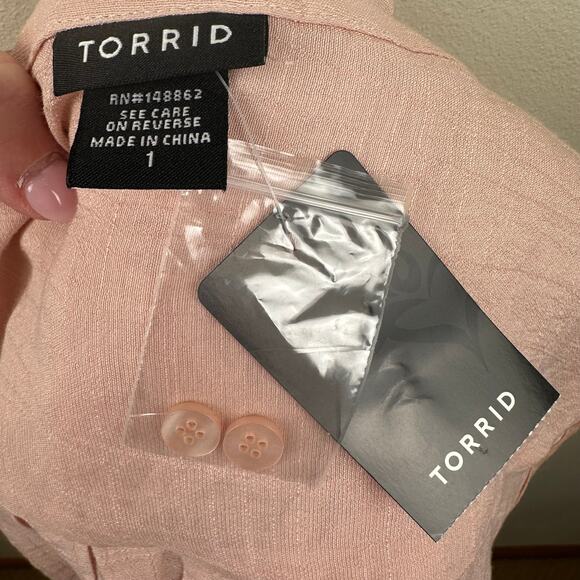 TORRID
RN#148862
SEE CARE
ON REVERSE
MADE IN CHINA
1
TORRID